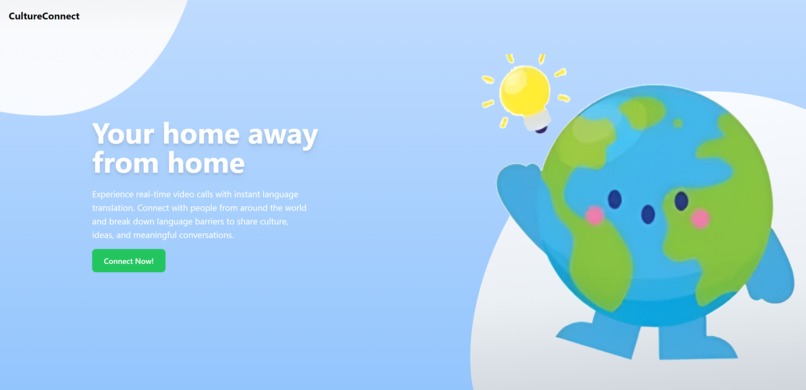 CultureConnect
Your home away
from home
Experience real-time video calls with instant language
translation. Connect with people from around the world
and break down language barriers to share culture,
ideas, and meaningful conversations.
Connect Now!